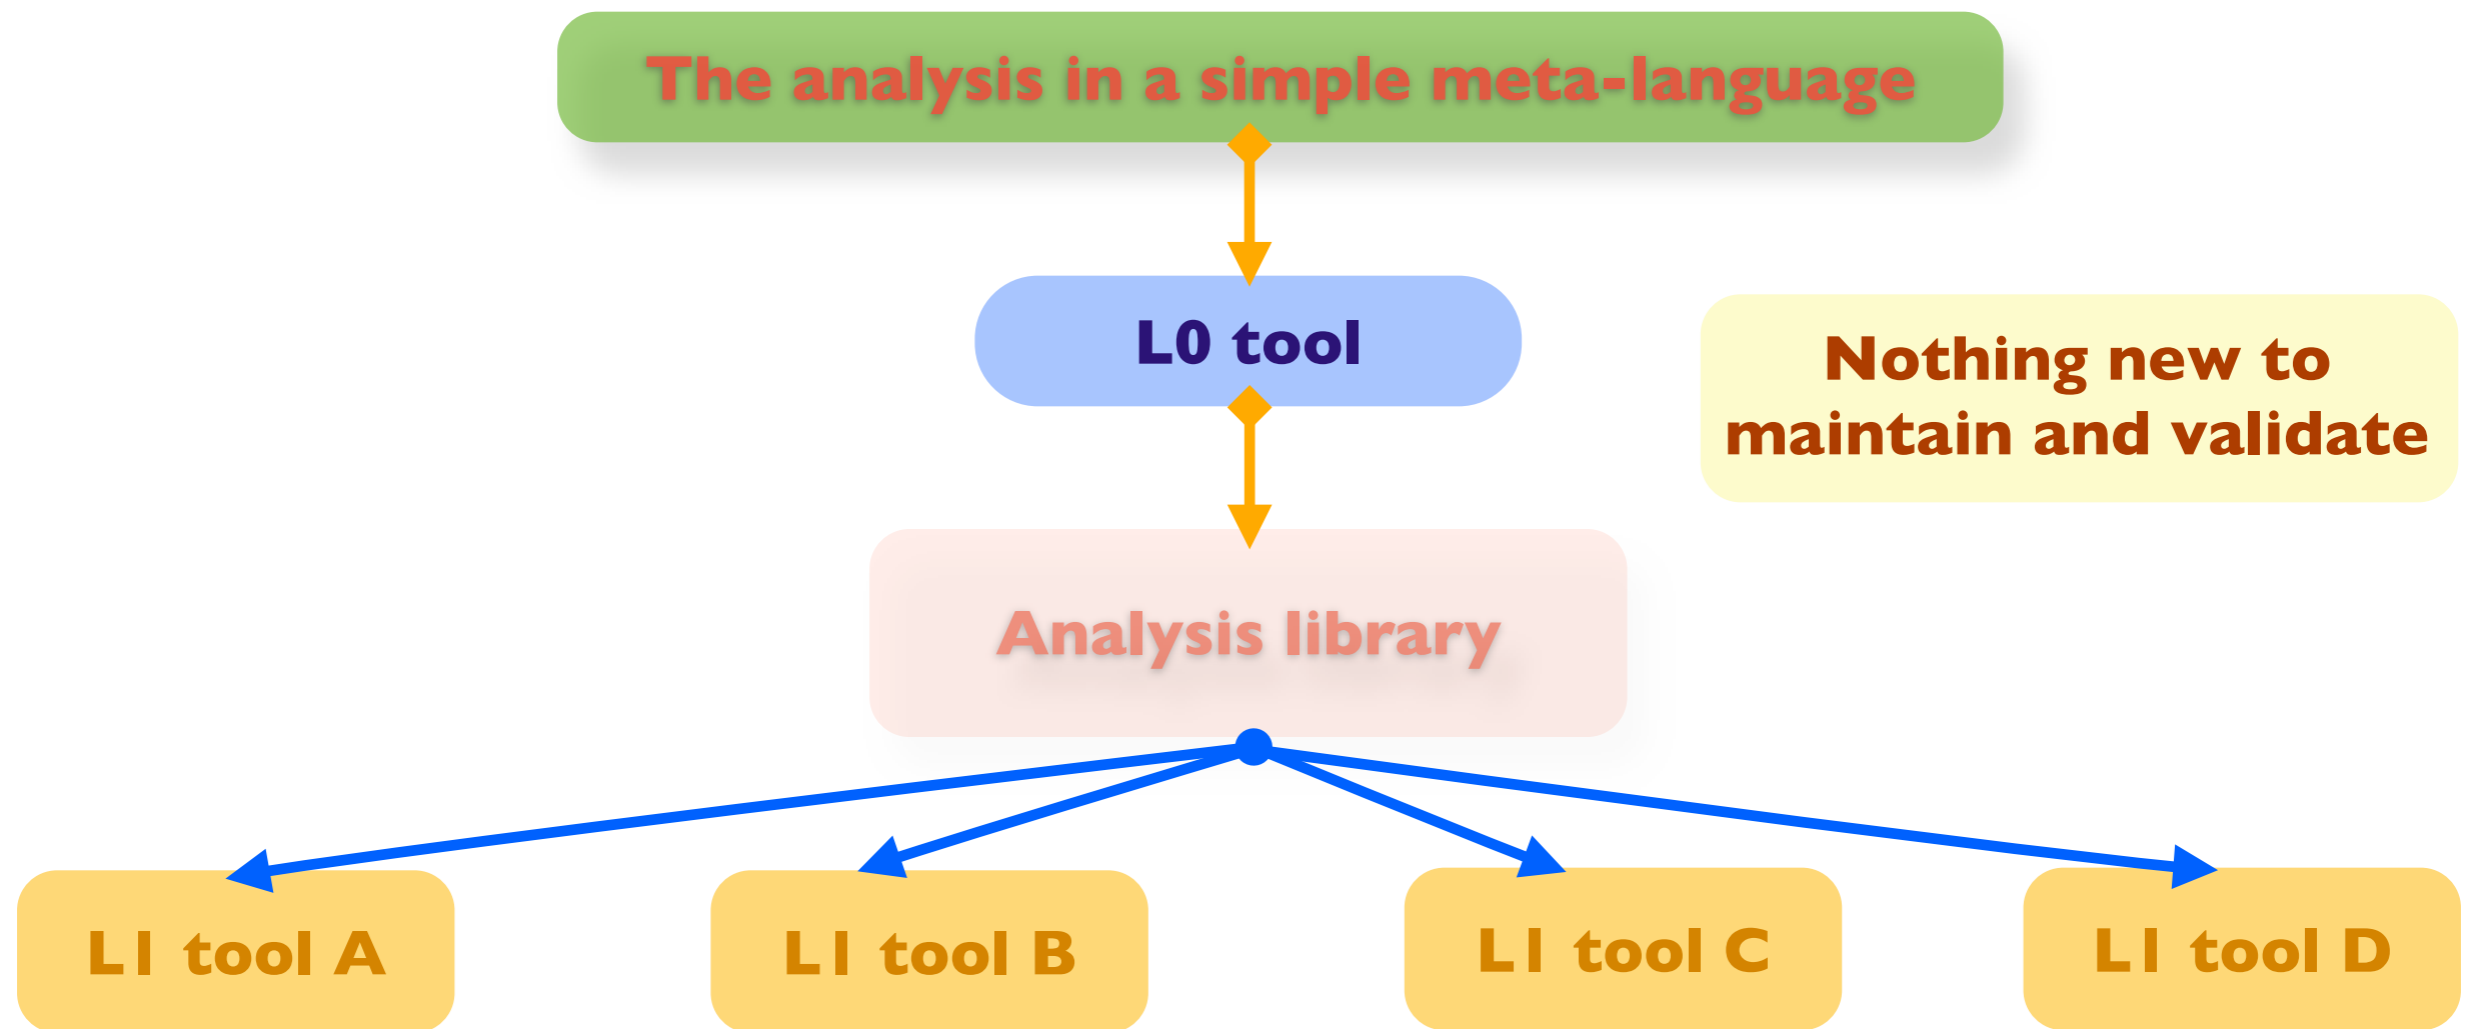 The analysis in a simple meta-language
L0 tool
Nothing new to
maintain and validate
Analysis library
L1 tool A
L1 tool B
L1 tool C
L1 tool D